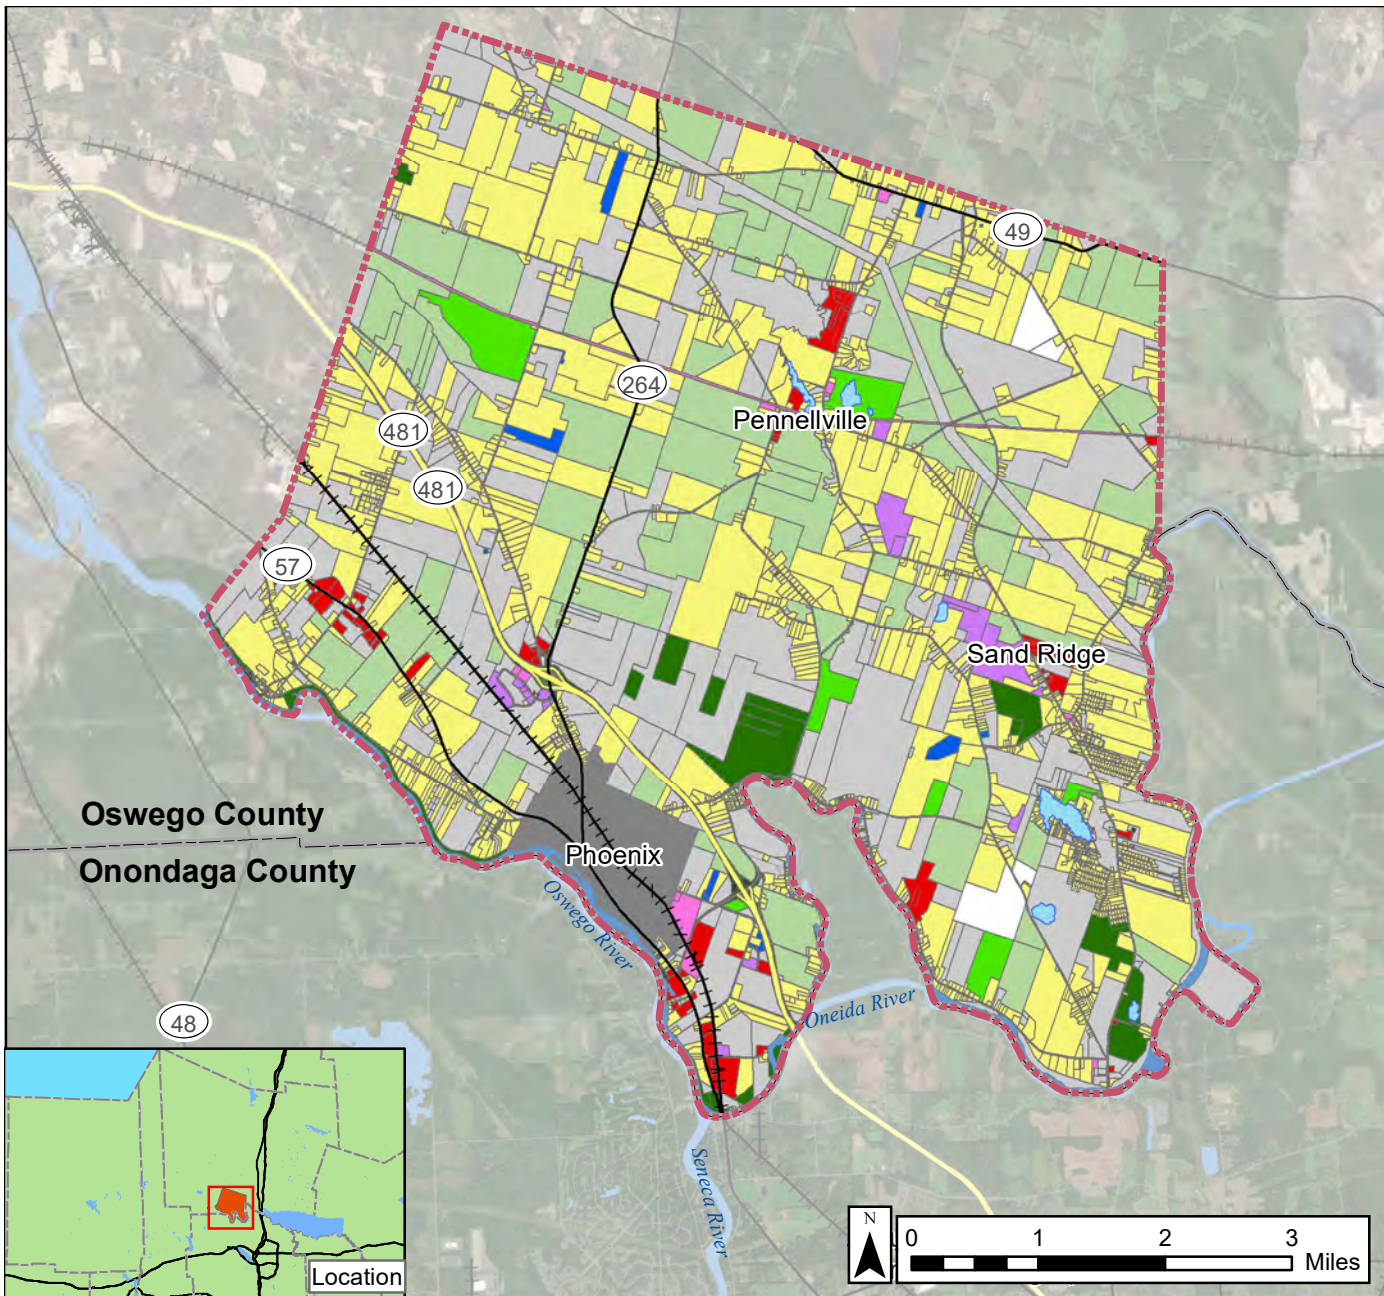 49
264
Pennellville
481
481
57
Sand Ridge
Oswego County
Onondaga County
Phoenix
Oswego River
Oneida River
48
Seneca River
Location
N
0 1 2 3
Miles